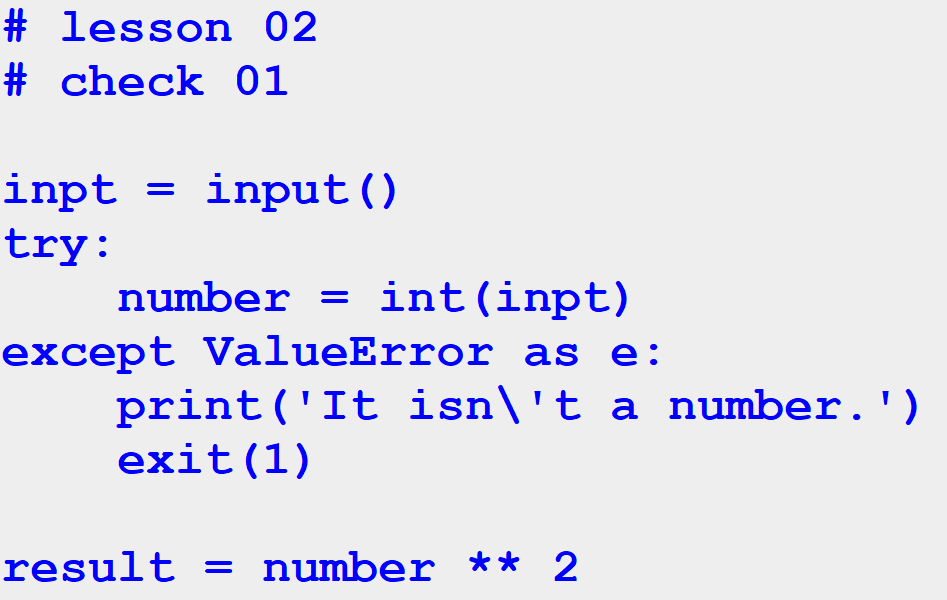 # lesson 02
# check 01

inpt = input()
try:
    number = int(inpt)
except ValueError as e:
    print('It isn\'t a number.')
    exit(1)

result = number ** 2